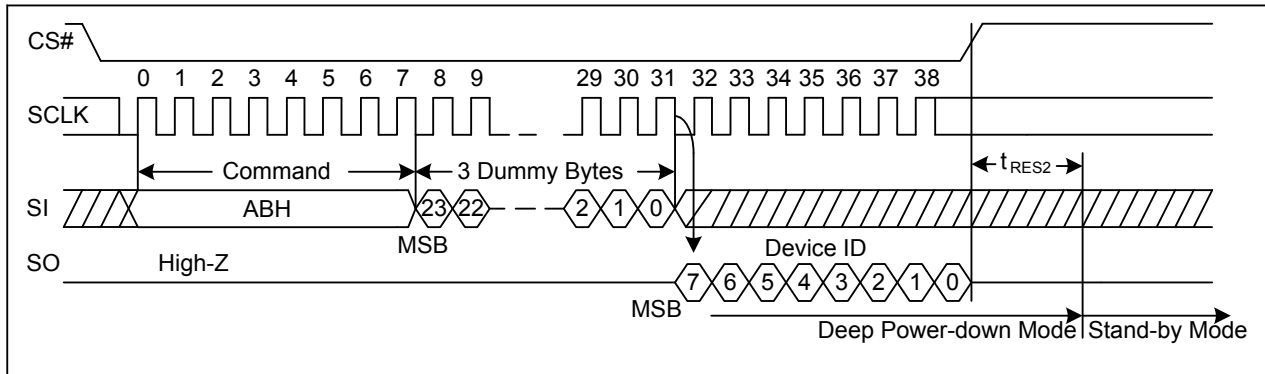 CS#
0 1 2 3 4 5 6 7 8 9 29 30 31 32 33 34 35 36 37 38
SCLK
Command 3 Dummy Bytes tRES2
SI ABH 23 22 2 1 0
MSB
SO High-Z Device ID
7 6 5 4 3 2 1 0
MSB
Deep Power-down Mode Stand-by Mode